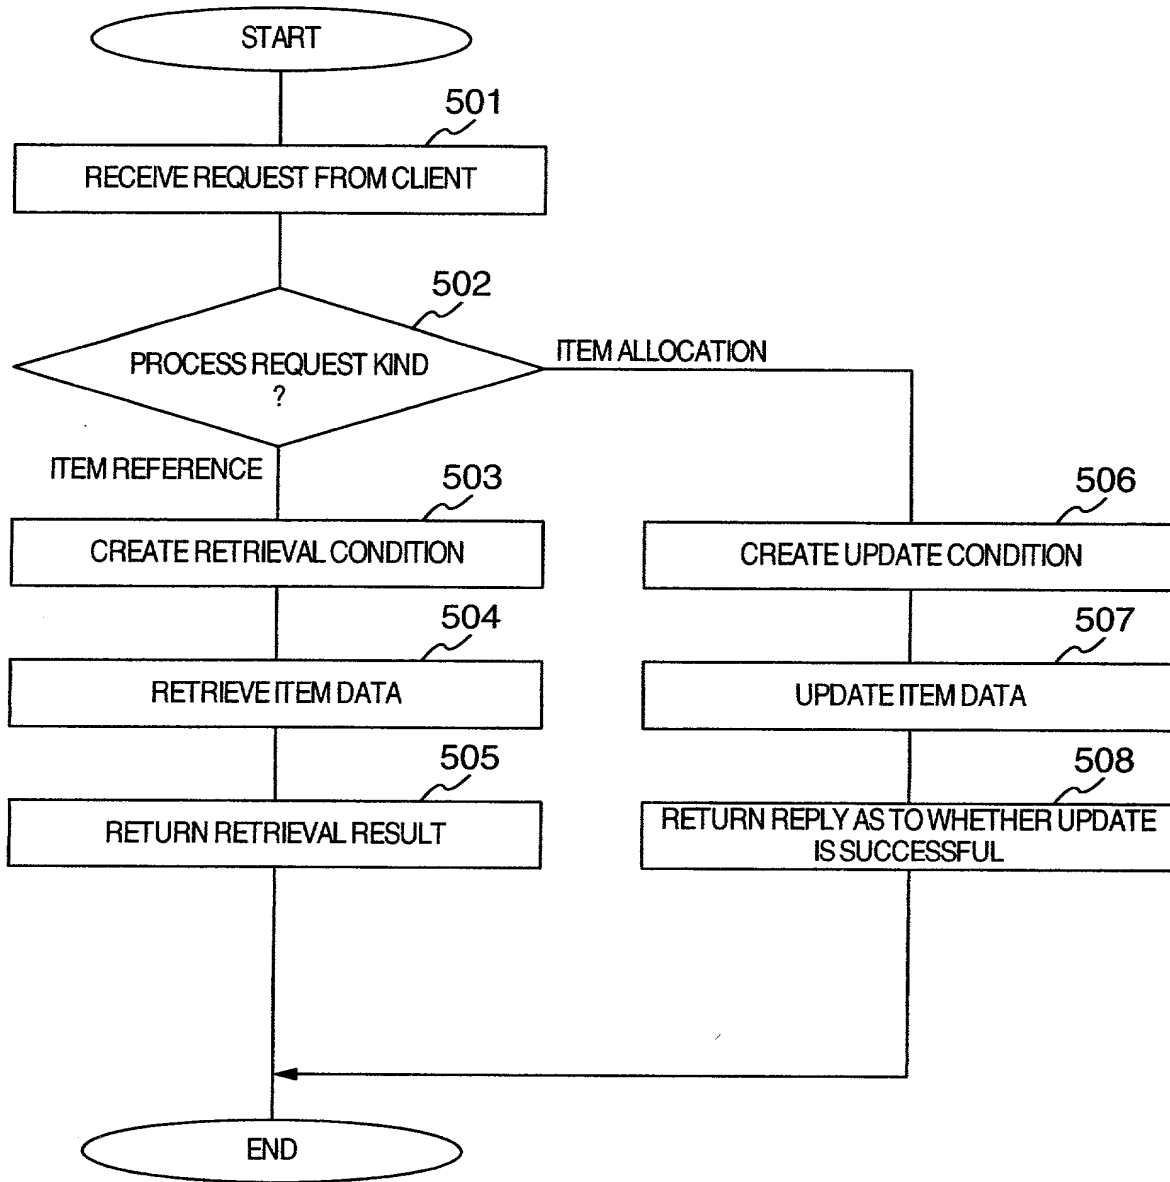 START
501
RECEIVE REQUEST FROM CLIENT
502
PROCESS REQUEST KIND
?
ITEM ALLOCATION
ITEM REFERENCE
503
CREATE RETRIEVAL CONDITION
504
RETRIEVE ITEM DATA
505
RETURN RETRIEVAL RESULT
506
CREATE UPDATE CONDITION
507
UPDATE ITEM DATA
508
RETURN REPLY AS TO WHETHER UPDATE
IS SUCCESSFUL
END